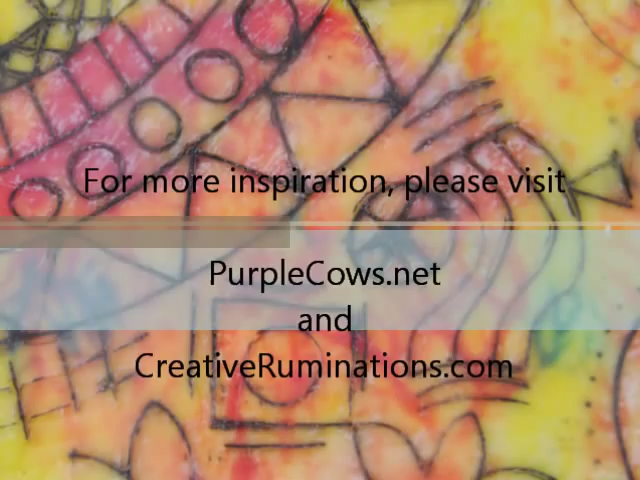 For more inspiration, please visit
PurpleCows.net
and
CreativeRuminations.com